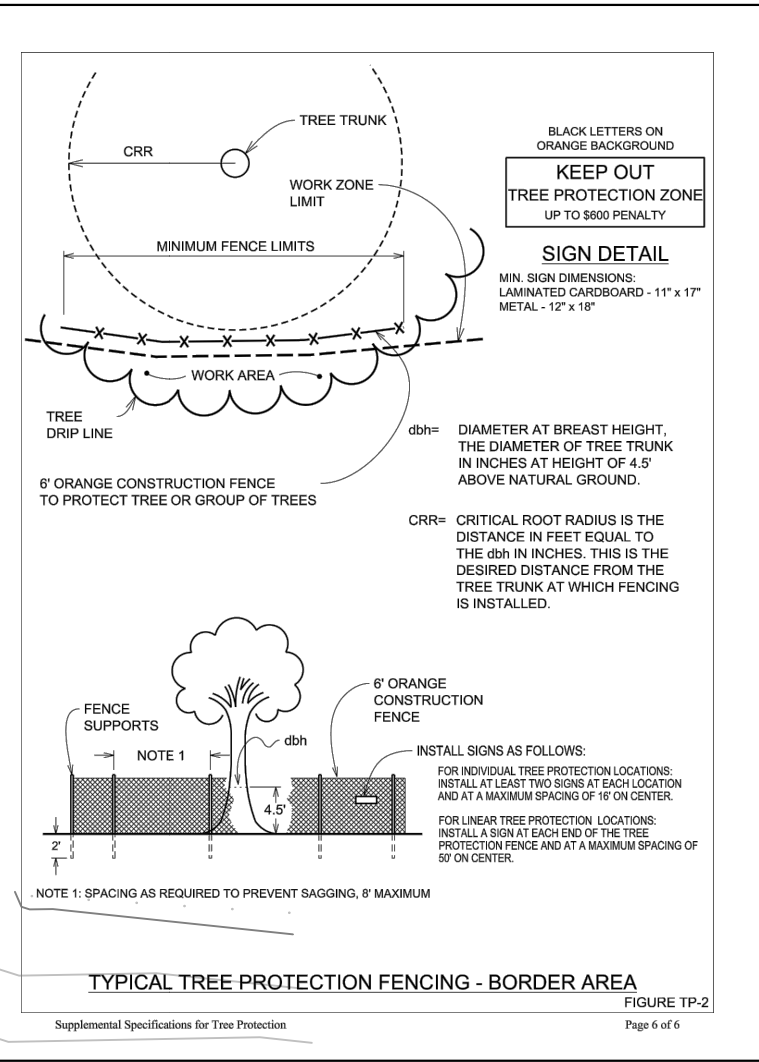 TREE TRUNK
CRR
WORK ZONE
LIMIT
MINIMUM FENCE LIMITS
WORK AREA
TREE
DRIP LINE
6' ORANGE CONSTRUCTION FENCE
TO PROTECT TREE OR GROUP OF TREES
BLACK LETTERS ON
ORANGE BACKGROUND
KEEP OUT
TREE PROTECTION ZONE
UP TO $600 PENALTY
SIGN DETAIL
MIN. SIGN DIMENSIONS:
LAMINATED CARDBOARD - 11" x 17"
METAL - 12" x 18"
dbh= DIAMETER AT BREAST HEIGHT,
THE DIAMETER OF TREE TRUNK
IN INCHES AT HEIGHT OF 4.5'
ABOVE NATURAL GROUND.
CRR= CRITICAL ROOT RADIUS IS THE
DISTANCE IN FEET EQUAL TO
THE dbh IN INCHES. THIS IS THE
DESIRED DISTANCE FROM THE
TREE TRUNK AT WHICH FENCING
IS INSTALLED.
FENCE
SUPPORTS
NOTE 1
dbh
6' ORANGE
CONSTRUCTION
FENCE
4.5'
2'
INSTALL SIGNS AS FOLLOWS:
FOR INDIVIDUAL TREE PROTECTION LOCATIONS:
INSTALL AT LEAST TWO SIGNS AT EACH LOCATION
AND AT A MAXIMUM SPACING OF 16' ON CENTER.
FOR LINEAR TREE PROTECTION LOCATIONS:
INSTALL A SIGN AT EACH END OF THE TREE
PROTECTION FENCE AND AT A MAXIMUM SPACING OF
50' ON CENTER.
NOTE 1: SPACING AS REQUIRED TO PREVENT SAGGING, 8' MAXIMUM
TYPICAL TREE PROTECTION FENCING - BORDER AREA
FIGURE TP-2
Supplemental Specifications for Tree Protection
Page 6 of 6